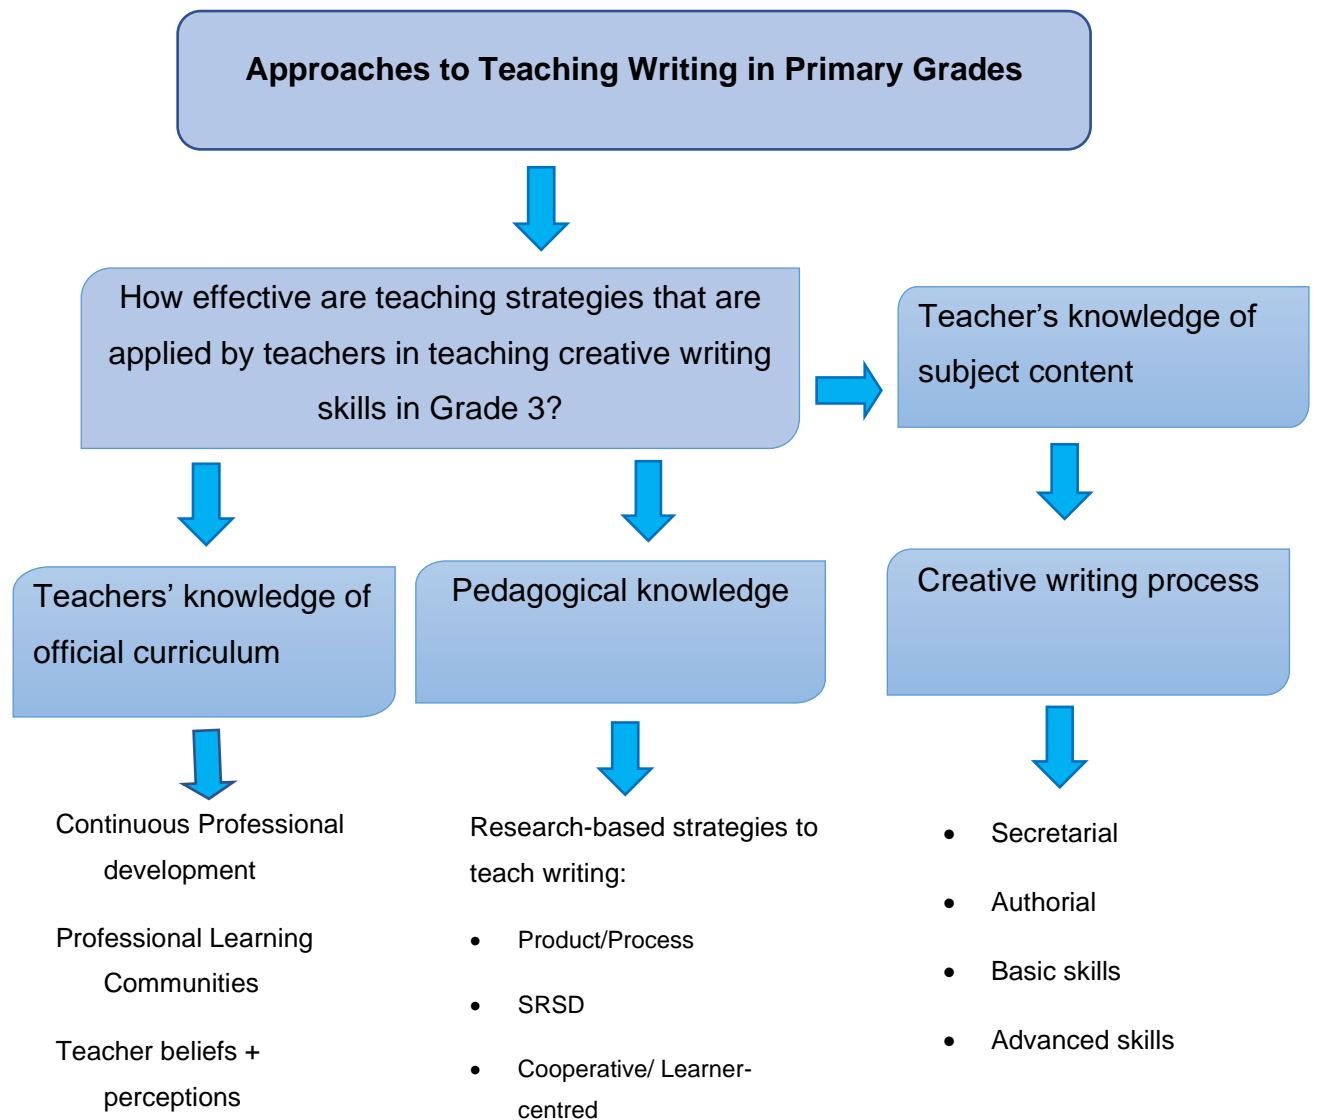 Approaches to Teaching Writing in Primary Grades
How effective are teaching strategies that are
applied by teachers in teaching creative writing
skills in Grade 3?
Teacher’s knowledge of
subject content
Teachers’ knowledge of
official curriculum
Pedagogical knowledge
Creative writing process
Continuous Professional
development
Professional Learning
Communities
Teacher beliefs +
perceptions
Research-based strategies to
teach writing:
• Product/Process
• SRSD
• Cooperative/ Learner-
centred
• Secretarial
• Authorial
• Basic skills
• Advanced skills